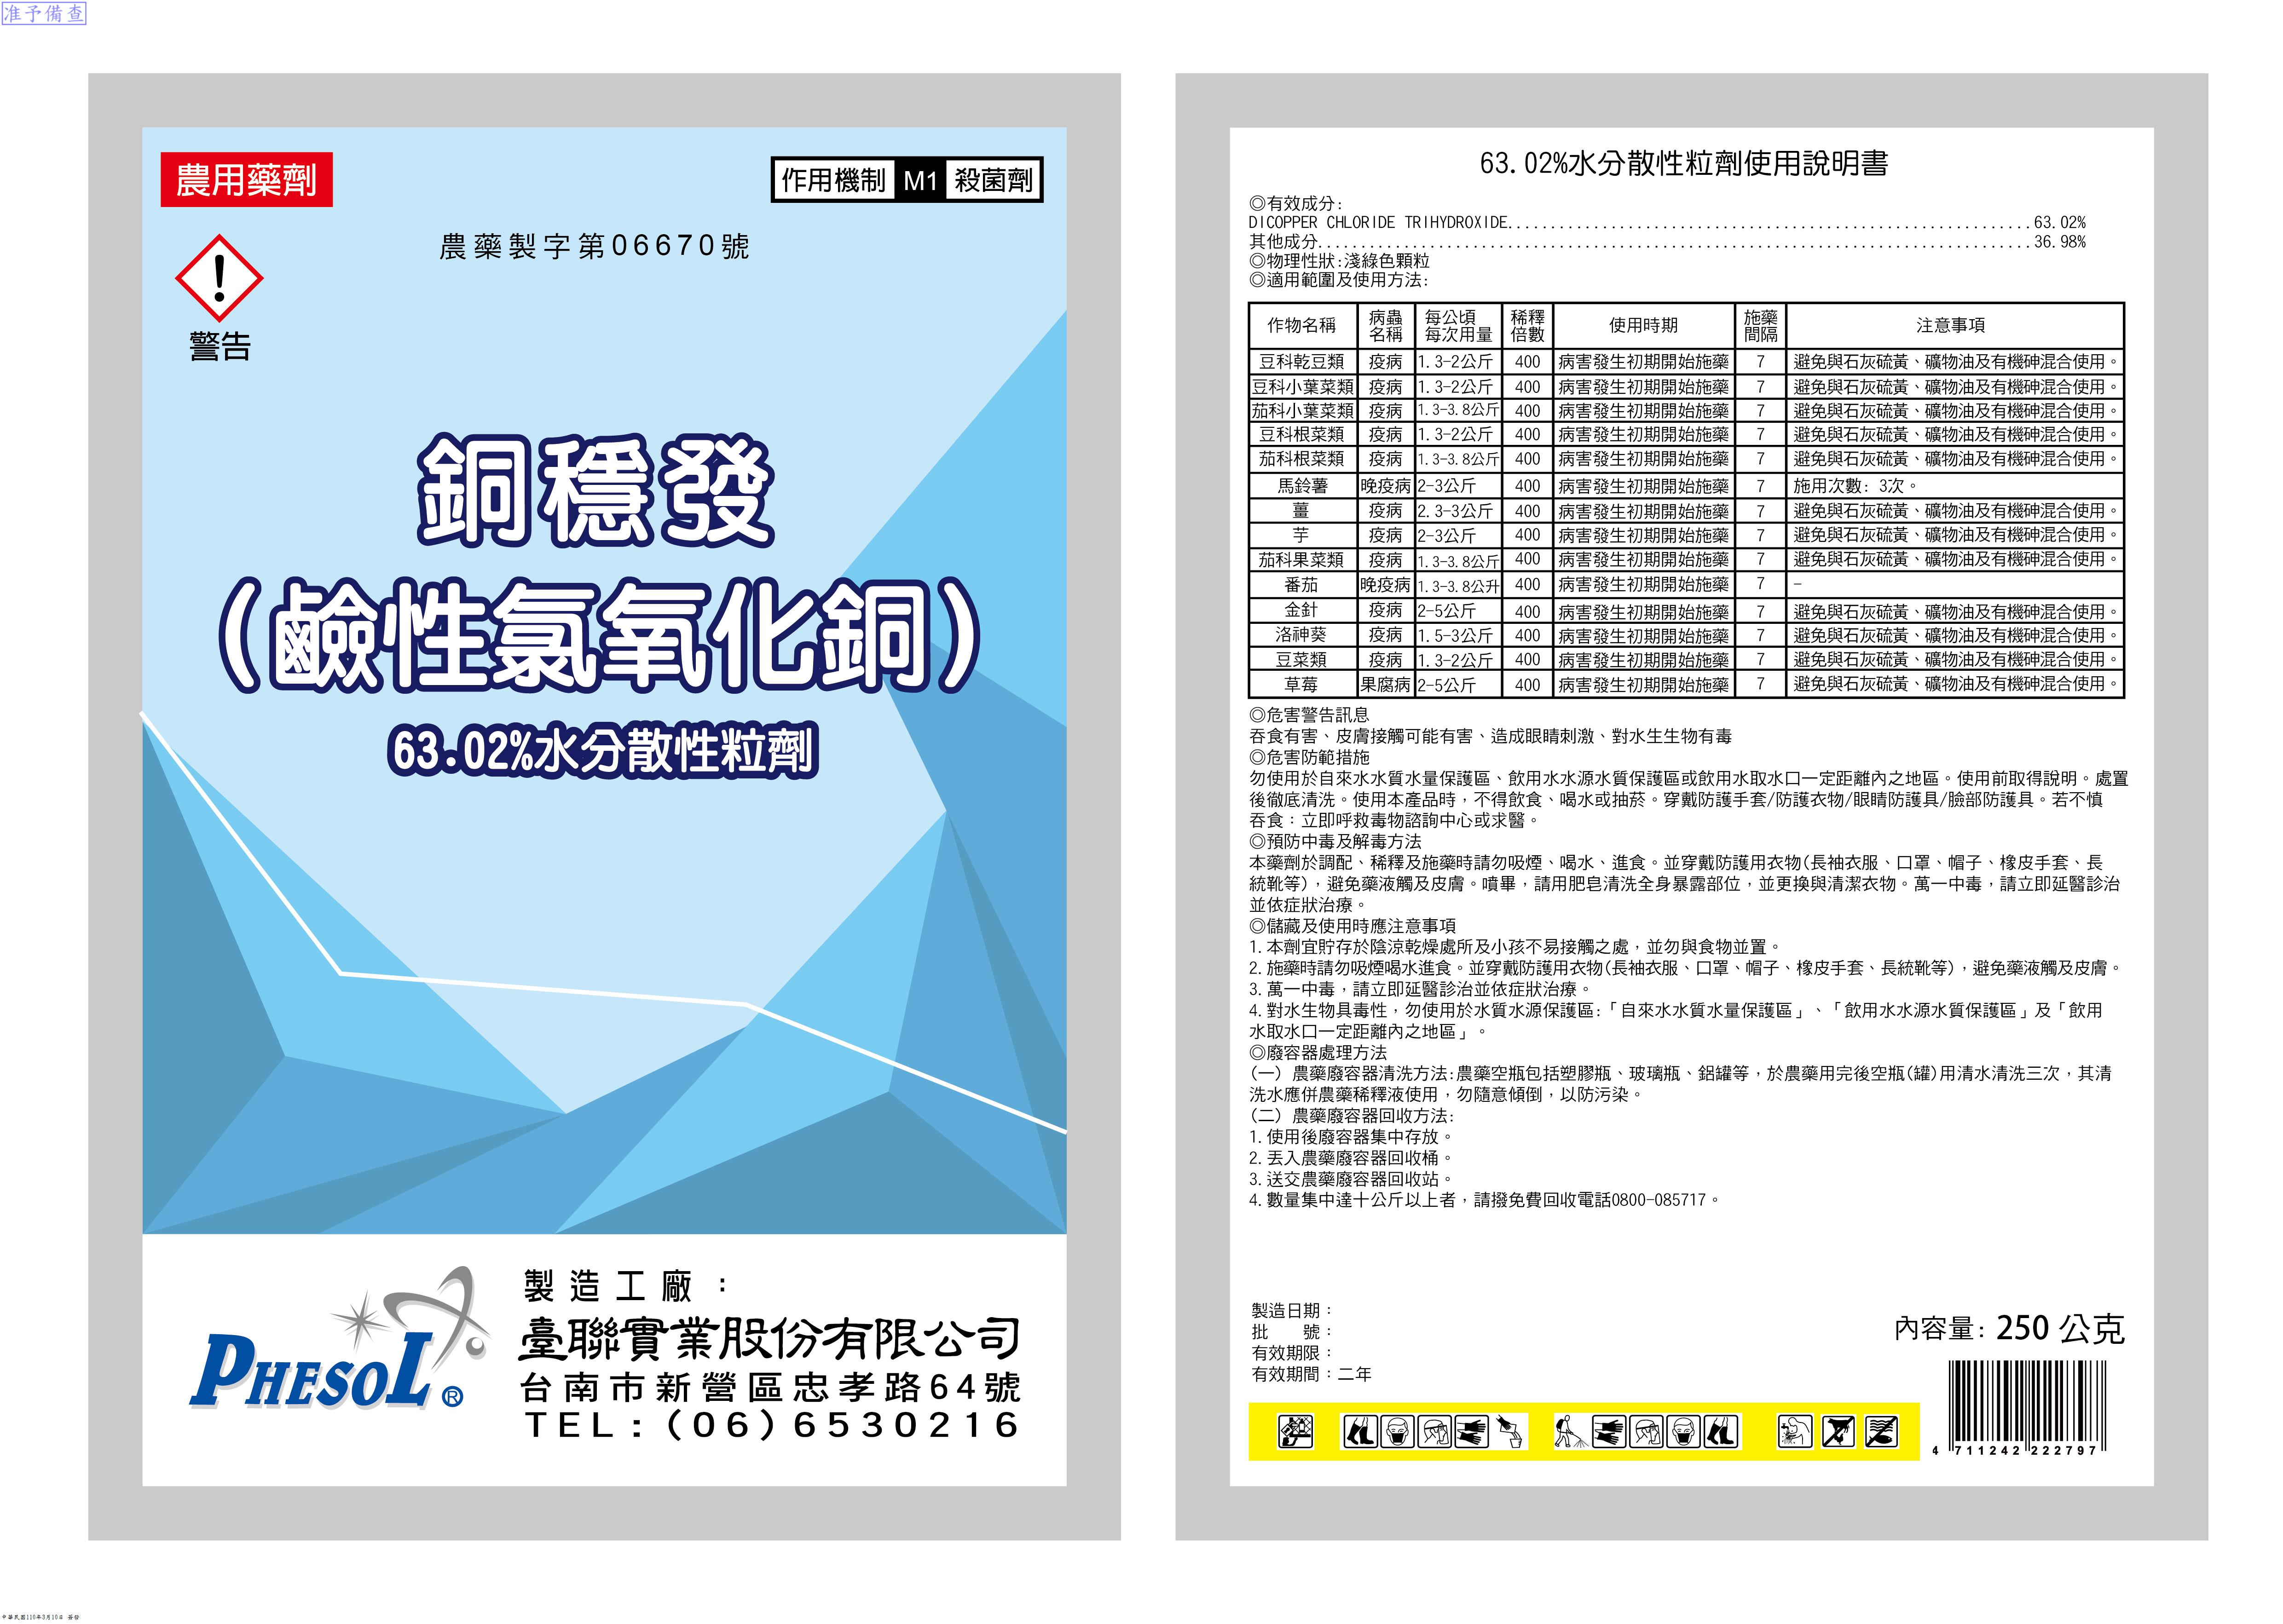 准予備查
農用藥劑
作用機制 M1 殺菌劑
農藥製字第06670號
警告
銅穩發
(鹼性氯氧化銅)
63.02%水分散性粒劑
PHESOL®
製造工廠：
臺聯實業股份有限公司
台南市新營區忠孝路64號
TEL:(06)6530216
63.02%水分散性粒劑使用說明書
◎有效成分:
DICOPPER CHLORIDE TRIHYDROXIDE......63.02%
其他成分......36.98%
◎物理性狀:淺綠色顆粒
◎適用範圍及使用方法:
作物名稱 病蟲名稱 每公頃每次用量 稀釋倍數 使用時期 施藥間隔 注意事項
豆科乾豆類 疫病 1.3-2公斤 400 病害發生初期開始施藥 7 避免與石灰硫黃、礦物油及有機砷混合使用。
豆科小葉菜類 疫病 1.3-2公斤 400 病害發生初期開始施藥 7 避免與石灰硫黃、礦物油及有機砷混合使用。
茄科小葉菜類 疫病 1.3-3.8公斤 400 病害發生初期開始施藥 7 避免與石灰硫黃、礦物油及有機砷混合使用。
豆科根菜類 疫病 1.3-2公斤 400 病害發生初期開始施藥 7 避免與石灰硫黃、礦物油及有機砷混合使用。
茄科根菜類 疫病 1.3-3.8公斤 400 病害發生初期開始施藥 7 避免與石灰硫黃、礦物油及有機砷混合使用。
馬鈴薯 晚疫病 2-3公斤 400 病害發生初期開始施藥 7 施用次數: 3次。
薑 疫病 2.3-3公斤 400 病害發生初期開始施藥 7 避免與石灰硫黃、礦物油及有機砷混合使用。
芋 疫病 2-3公斤 400 病害發生初期開始施藥 7 避免與石灰硫黃、礦物油及有機砷混合使用。
茄科果菜類 疫病 1.3-3.8公斤 400 病害發生初期開始施藥 7 避免與石灰硫黃、礦物油及有機砷混合使用。
番茄 晚疫病 1.3-3.8公升 400 病害發生初期開始施藥 7 -
金針 疫病 2-5公斤 400 病害發生初期開始施藥 7 避免與石灰硫黃、礦物油及有機砷混合使用。
洛神葵 疫病 1.5-3公斤 400 病害發生初期開始施藥 7 避免與石灰硫黃、礦物油及有機砷混合使用。
豆菜類 疫病 1.3-2公斤 400 病害發生初期開始施藥 7 避免與石灰硫黃、礦物油及有機砷混合使用。
草莓 果腐病 2-5公斤 400 病害發生初期開始施藥 7 避免與石灰硫黃、礦物油及有機砷混合使用。
◎危害警告訊息
吞食有害、皮膚接觸可能有害、造成眼睛刺激、對水生生物有毒
◎危害防範措施
勿使用於自來水水質水量保護區、飲用水水源水質保護區或飲用水取水口一定距離內之地區。使用前取得說明。處置
後徹底清洗。使用本產品時，不得飲食、喝水或抽菸。穿戴防護手套/防護衣物/眼睛防護具/臉部防護具。若不慎
吞食：立即呼救毒物諮詢中心或求醫。
◎預防中毒及解毒方法
本藥劑於調配、稀釋及施藥時請勿吸煙、喝水、進食。並穿戴防護用衣物(長袖衣服、口罩、帽子、橡皮手套、長
統靴等)，避免藥液觸及皮膚。噴畢，請用肥皂清洗全身暴露部位，並更換與清潔衣物。萬一中毒，請立即延醫診治
並依症狀治療。
◎儲藏及使用時應注意事項
1.本劑宜貯存於陰涼乾燥處所及小孩不易接觸之處，並勿與食物並置。
2.施藥時請勿吸煙喝水進食。並穿戴防護用衣物(長袖衣服、口罩、帽子、橡皮手套、長統靴等)，避免藥液觸及皮膚。
3.萬一中毒，請立即延醫診治並依症狀治療。
4.對水生物具毒性，勿使用於水質水源保護區:「自來水水質水量保護區」、「飲用水水源水質保護區」及「飲用
水取水口一定距離內之地區」。
◎廢容器處理方法
(一) 農藥廢容器清洗方法:農藥空瓶包括塑膠瓶、玻璃瓶、鋁罐等，於農藥用完後空瓶(罐)用清水清洗三次，其清
洗水應併農藥稀釋液使用，勿隨意傾倒，以防污染。
(二) 農藥廢容器回收方法:
1.使用後廢容器集中存放。
2.丟入農藥廢容器回收桶。
3.送交農藥廢容器回收站。
4.數量集中達十公斤以上者，請撥免費回收電話0800-085717。
製造日期：
批　　號：
有效期限：
有效期間：二年
內容量: 250 公克
4 711242 222797
中華民國110年3月10日 簽發